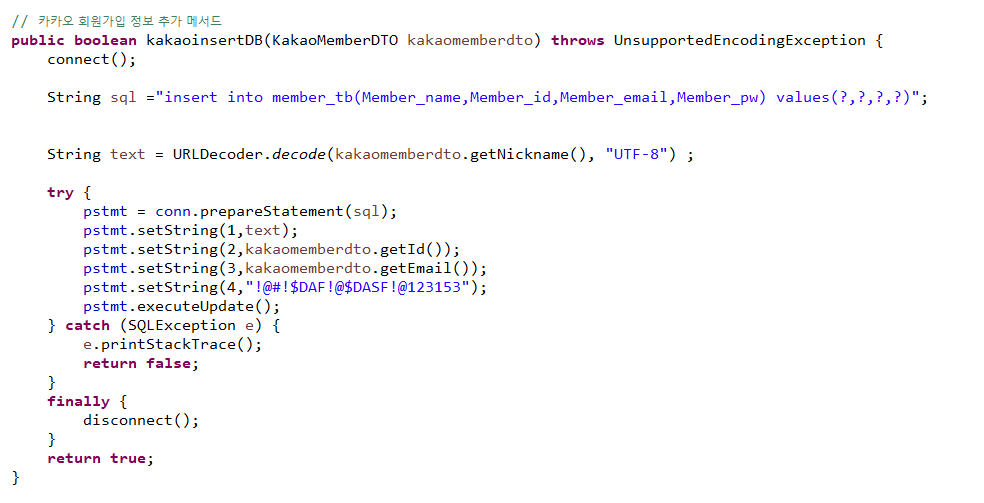 // 카카오 회원가입 정보 추가 메서드
public boolean kakaoinsertDB(KakaoMemberDTO kakaomemberdto) throws UnsupportedEncodingException {
    connect();
    String sql ="insert into member_tb(Member_name,Member_id,Member_email,Member_pw) values(?,?,?,?)";
    String text = URLDecoder.decode(kakaomemberdto.getNickname(), "UTF-8") ;
    try {
        pstmt = conn.prepareStatement(sql);
        pstmt.setString(1,text);
        pstmt.setString(2,kakaomemberdto.getId());
        pstmt.setString(3,kakaomemberdto.getEmail());
        pstmt.setString(4,"!@#!$DAF!@$DASF!@123153");
        pstmt.executeUpdate();
    } catch (SQLException e) {
        e.printStackTrace();
        return false;
    }
    finally {
        disconnect();
    }
    return true;
}